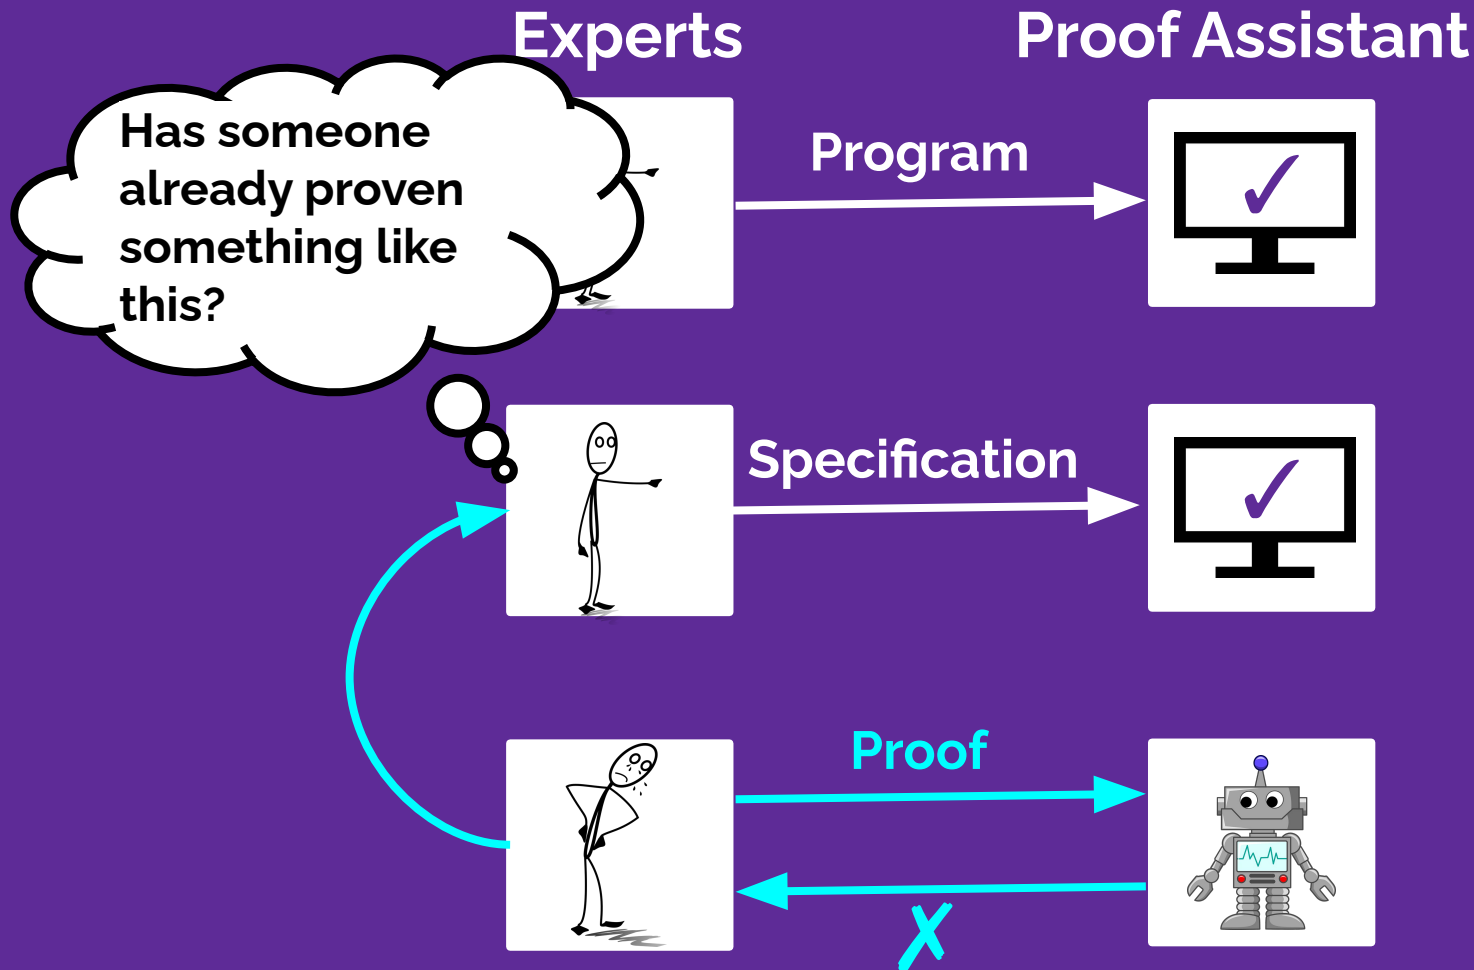 Experts
Proof Assistant
Has someone
already proven
something like
this?
Program
Specification
Proof